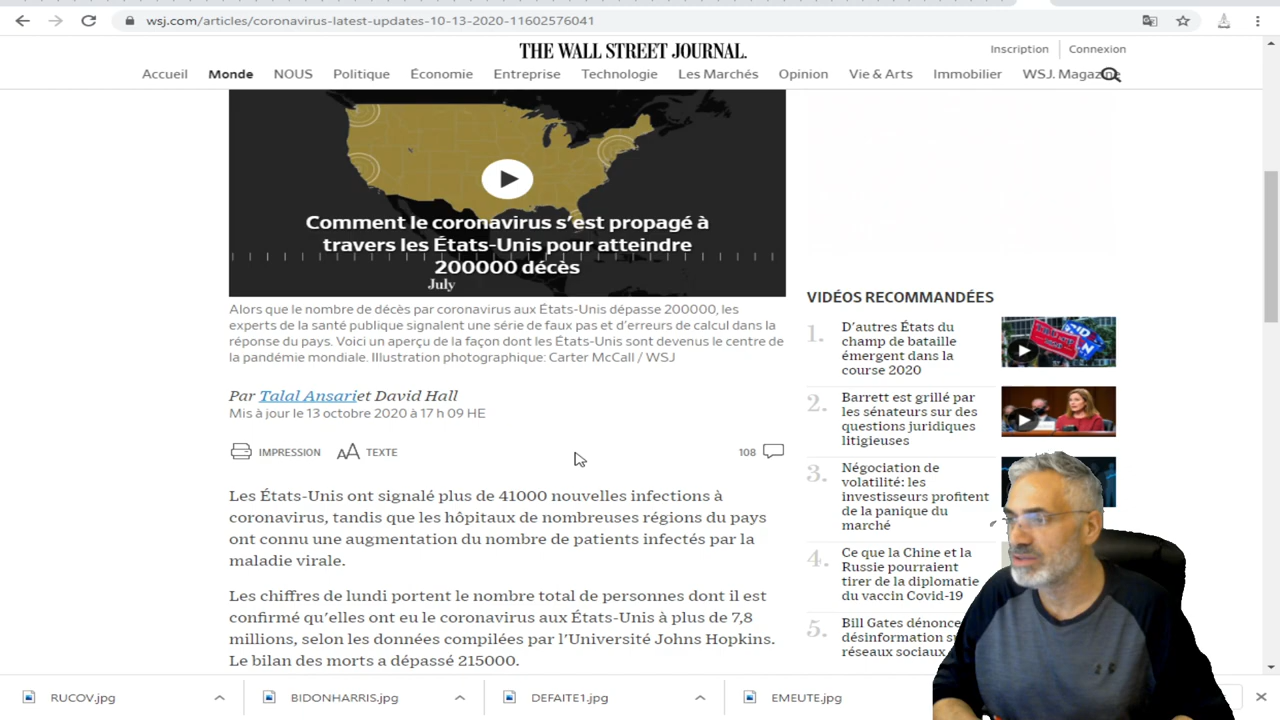 wsj.com/articles/coronavirus-latest-updates-10-13-2020-11602576041
THE WALL STREET JOURNAL.
Inscription
Connexion
Accueil Monde NOUS Politique Économie Entreprise Technologie Les Marchés Opinion Vie & Arts Immobilier WSJ. Magazine
Comment le coronavirus s'est propagé à
travers les États-Unis pour atteindre
200000 décès
July
Alors que le nombre de décès par coronavirus aux États-Unis dépasse 200000, les
experts de la santé publique signalent une série de faux pas et d'erreurs de calcul dans la
réponse du pays. Voici un aperçu de la façon dont les États-Unis sont devenus le centre de
la pandémie mondiale. Illustration photographique: Carter McCall / WSJ
Par Talal Ansariet David Hall
Mis à jour le 13 octobre 2020 à 17 h 09 HE
IMPRESSION
TEXTE
108
Les États-Unis ont signalé plus de 41000 nouvelles infections à
coronavirus, tandis que les hôpitaux de nombreuses régions du pays
ont connu une augmentation du nombre de patients infectés par la
maladie virale.
Les chiffres de lundi portent le nombre total de personnes dont il est
confirmé qu'elles ont eu le coronavirus aux États-Unis à plus de 7,8
millions, selon les données compilées par l'Université Johns Hopkins.
Le bilan des morts a dépassé 215000.
VIDÉOS RECOMMANDÉES
1. D'autres États du
champ de bataille
émergent dans la
course 2020
2. Barrett est grillé par
les sénateurs sur des
questions juridiques
litigieuses
3. Négociation de
volatilité: les
investisseurs profitent
de la panique du
marché
4. Ce que la Chine et la
Russie pourraient
tirer de la diplomatie
du vaccin Covid-19
5. Bill Gates dénonce
désinformation
réseaux sociaux
RUCOV.jpg
BIDONHARRIS.jpg
DEFAITE1.jpg
EMEUTE.jpg